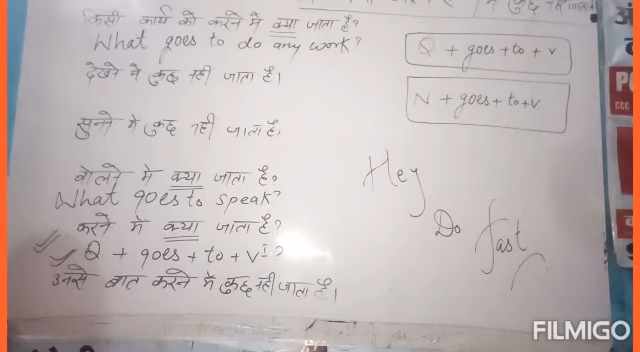 किसी कार्य को करने में क्या जाता है?
What goes to do any work?
Q + goes + to + v.
देखने में कुछ नहीं जाता है।
N + goes + to + v
सुनने में कुछ नहीं जाता है,
बोलने में क्या जाता है?
What goes to speak?
करने में क्या जाता है?
Q + goes + to + vI?
उनसे बात करने में कुछ नहीं जाता है।
Hey
Do fast
FILMIGO